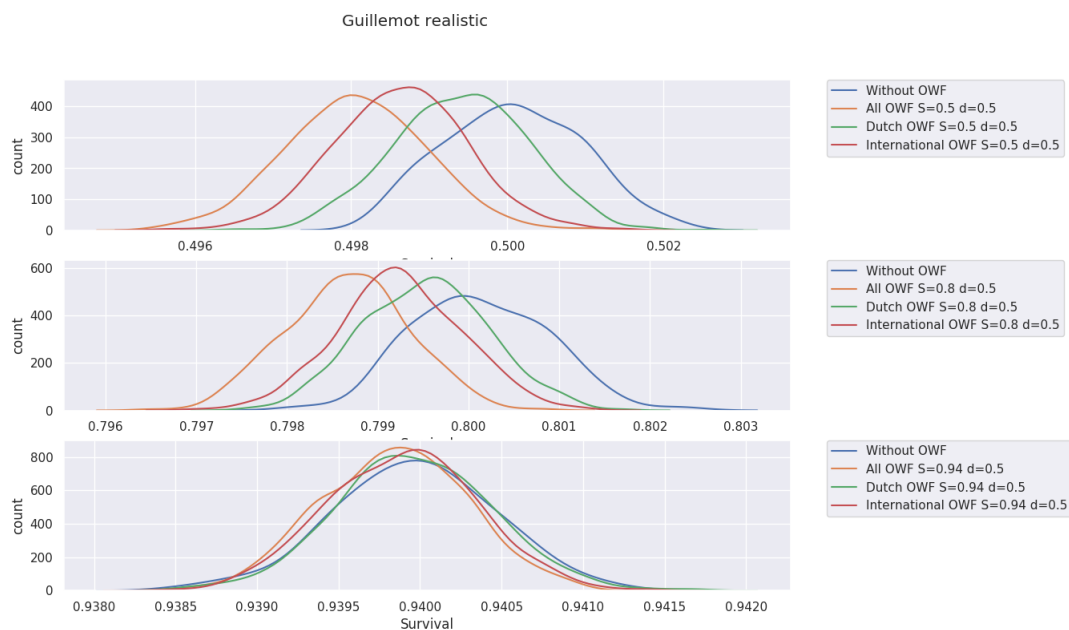 Guillemot realistic
count
400
300
200
100
0
0.496 0.498 0.500 0.502
Without OWF
All OWF S=0.5 d=0.5
Dutch OWF S=0.5 d=0.5
International OWF S=0.5 d=0.5
count
600
400
200
0
0.796 0.797 0.798 0.799 0.800 0.801 0.802 0.803
Without OWF
All OWF S=0.8 d=0.5
Dutch OWF S=0.8 d=0.5
International OWF S=0.8 d=0.5
count
800
600
400
200
0
0.9380 0.9385 0.9390 0.9395 0.9400 0.9405 0.9410 0.9415 0.9420
Survival
Without OWF
All OWF S=0.94 d=0.5
Dutch OWF S=0.94 d=0.5
International OWF S=0.94 d=0.5